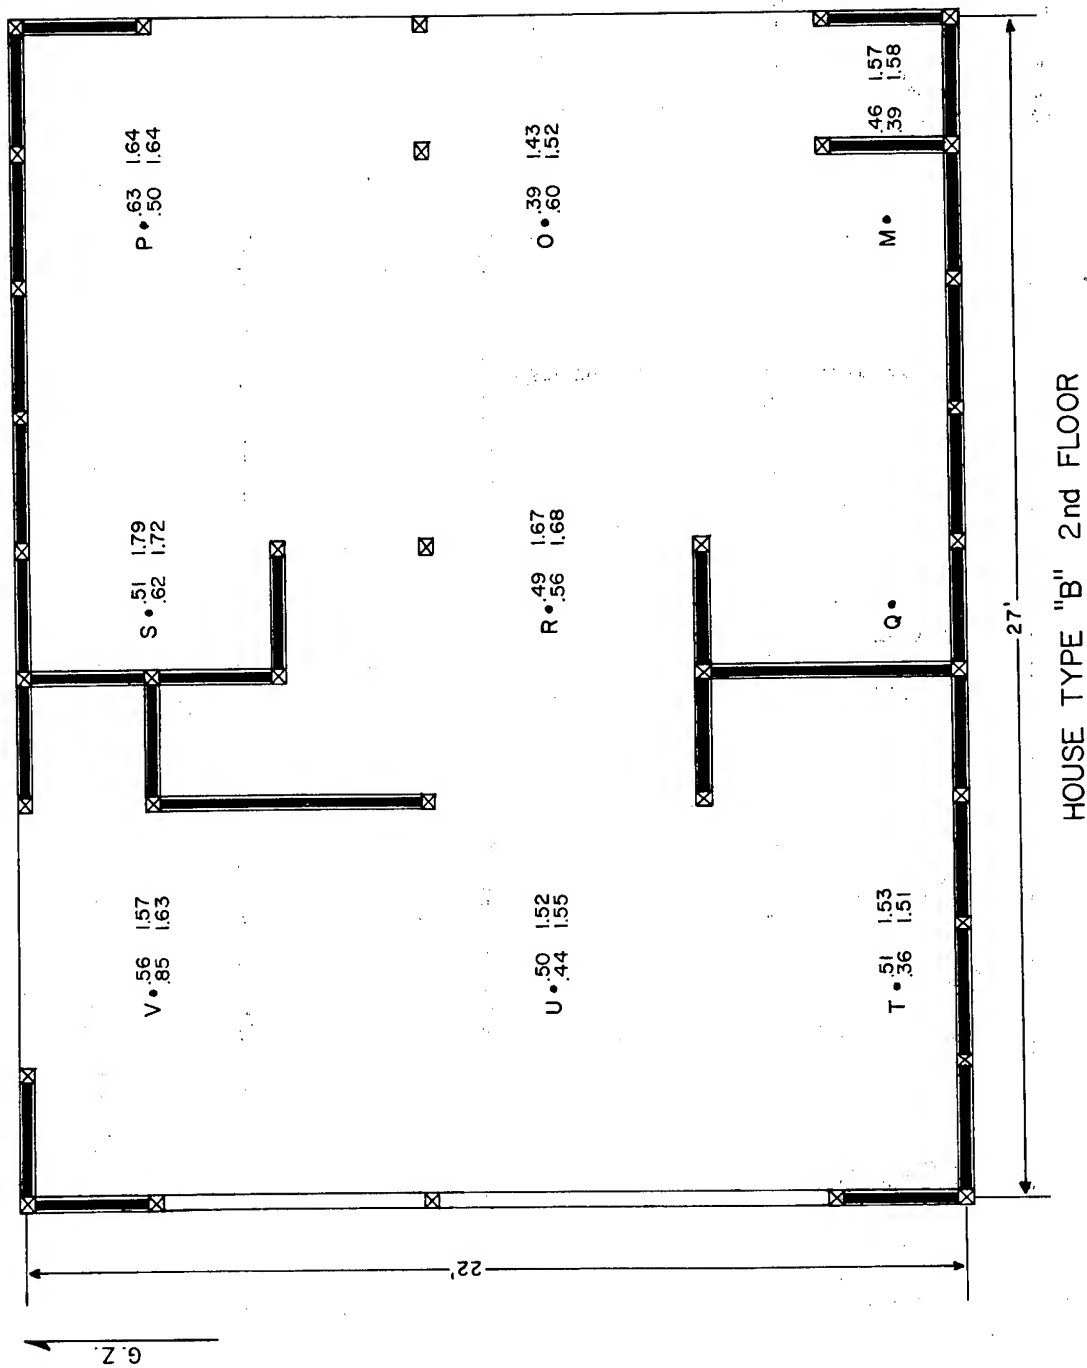 G.Z.
22'
V .56 1.57
.85 1.63
S .51 1.79
.62 1.72
P .63 1.64
.50 1.64
U .50 1.52
.44 1.55
R .49 1.67
.56 1.68
O .39 1.43
.60 1.52
T .51 1.53
.36 1.51
Q
M .46 1.57
.39 1.58
27'
HOUSE TYPE "B" 2nd FLOOR